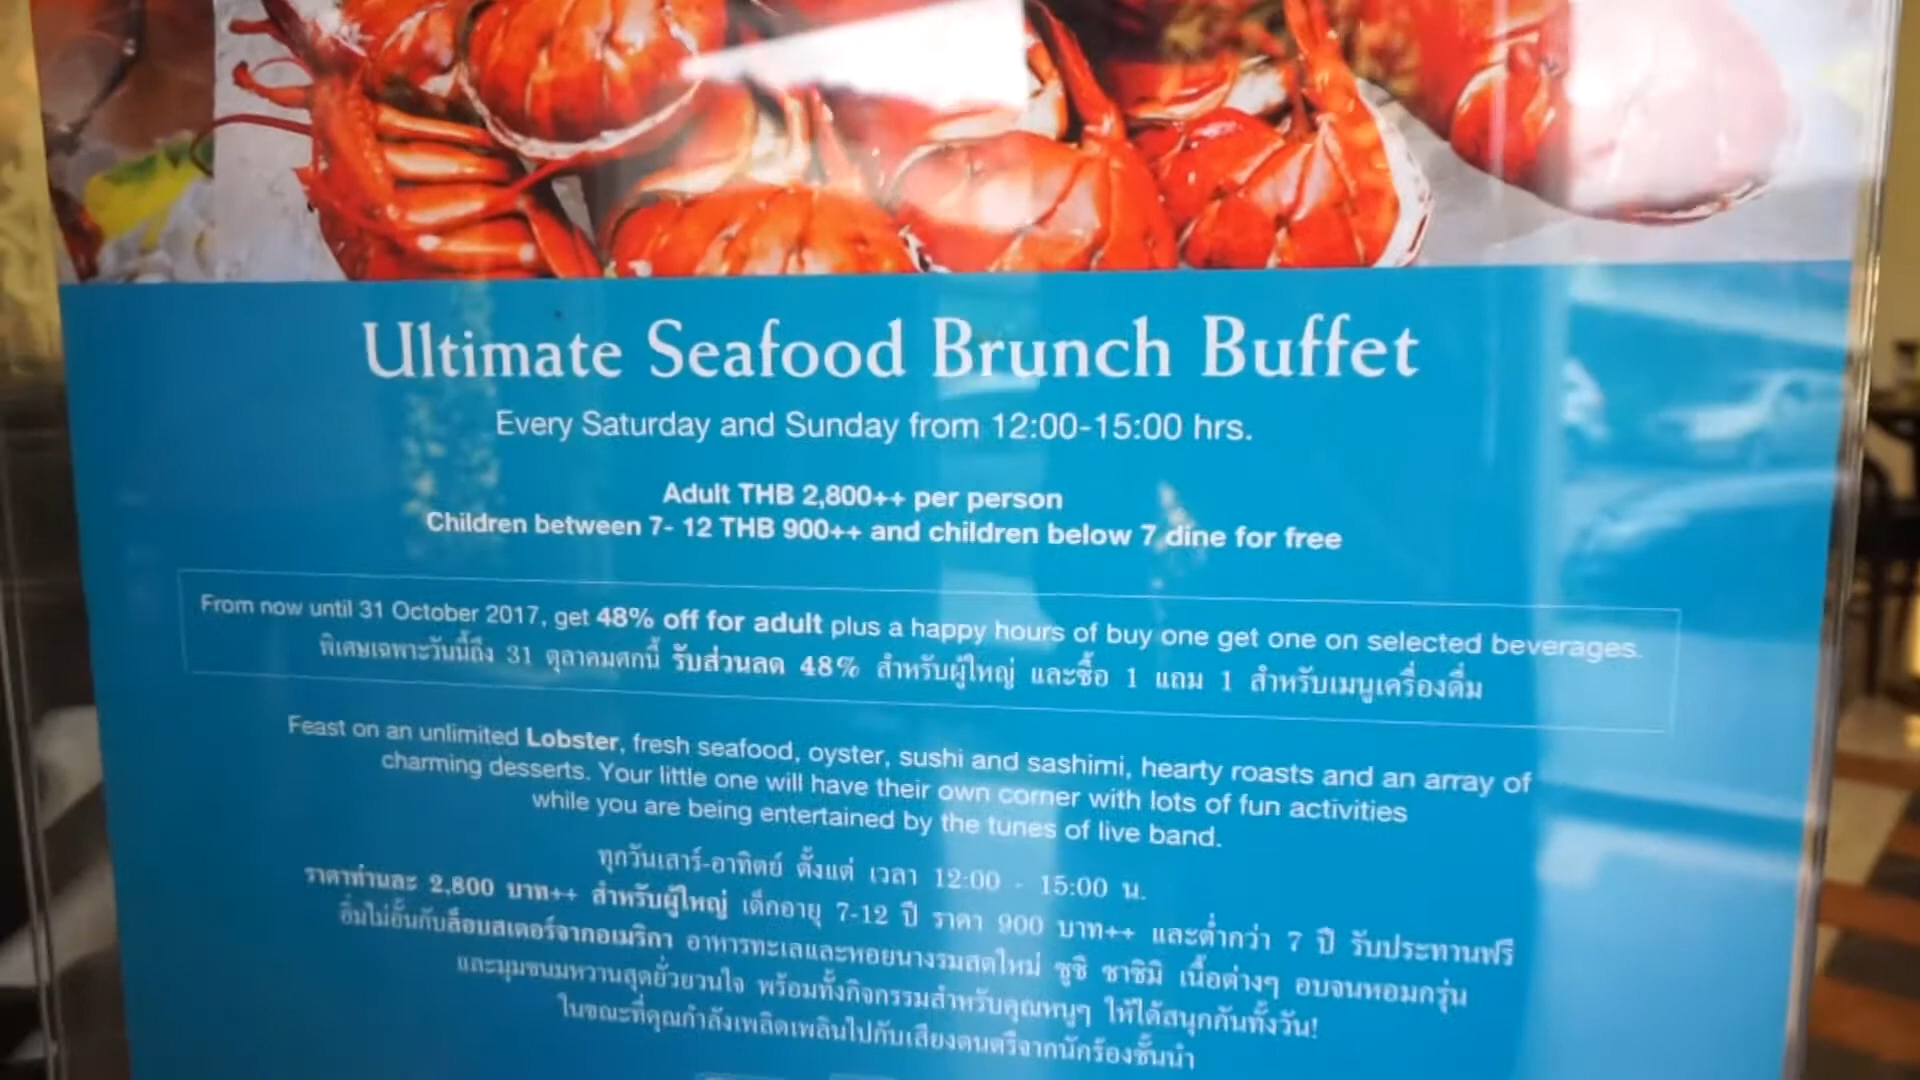 Ultimate Seafood Brunch Buffet
Every Saturday and Sunday from 12:00-15:00 hrs.
Adult THB 2,800++ per person
Children between 7- 12 THB 900++ and children below 7 dine for free
From now until 31 October 2017, get 48% off for adult plus a happy hours of buy one get one on selected beverages.
พิเศษเฉพาะวันนี้ถึง 31 ตุลาคมศกนี้ รับส่วนลด 48% สำหรับผู้ใหญ่ และซื้อ 1 แถม 1 สำหรับเมนูเครื่องดื่ม
Feast on an unlimited Lobster, fresh seafood, oyster, sushi and sashimi, hearty roasts and an array of
charming desserts. Your little one will have their own corner with lots of fun activities
while you are being entertained by the tunes of live band.
ทุกวันเสาร์-อาทิตย์ ตั้งแต่ เวลา 12:00 - 15:00 น.
ราคาท่านละ 2,800 บาท++ สำหรับผู้ใหญ่ เด็กอายุ 7-12 ปี ราคา 900 บาท++ และต่ำกว่า 7 ปี รับประทานฟรี
อิ่มไม่อั้นกับล็อบสเตอร์จากอเมริกา อาหารทะเลและหอยนางรมสดใหม่ ซูชิ ซาชิมิ เนื้อต่างๆ อบจนหอมกรุ่น
และมุมขนมหวานสุดยั่วยวนใจ พร้อมทั้งกิจกรรมสำหรับคุณหนูๆ ให้ได้สนุกกันทั้งวัน!
ในขณะที่คุณกำลังเพลิดเพลินไปกับเสียงดนตรีจากนักร้องชั้นนำ